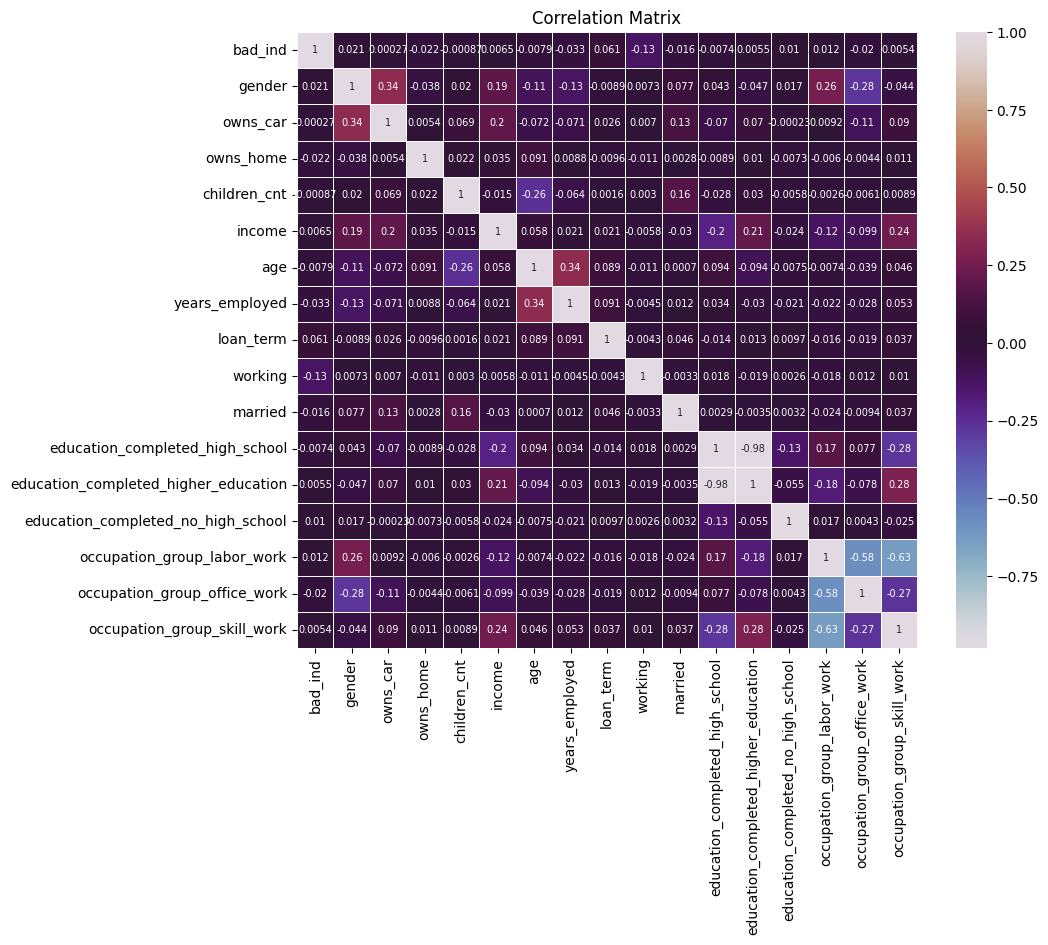 Correlation Matrix
bad_ind 1 0.021 0.00027 -0.022 -0.00087 0.0065 -0.0079 -0.033 0.061 -0.13 -0.016 -0.0074 0.0055 0.01 0.012 -0.02 0.0054
gender 0.021 1 0.34 -0.038 0.02 0.19 -0.11 -0.13 -0.0089 0.0073 0.077 0.043 -0.047 0.017 0.26 -0.28 -0.044
owns_car 0.00027 0.34 1 0.0054 0.069 0.2 -0.072 -0.071 0.026 0.007 0.13 -0.07 0.07 -0.00023 0.0092 -0.11 0.09
owns_home -0.022 -0.038 0.0054 1 0.022 0.035 0.091 0.0088 -0.0096 -0.011 0.0028 -0.0089 0.01 -0.0073 -0.006 -0.0044 0.011
children_cnt -0.00087 0.02 0.069 0.022 1 -0.015 -0.26 -0.064 0.0016 0.003 0.16 -0.028 0.03 -0.0058 -0.0026 -0.0061 0.0089
income 0.0065 0.19 0.2 0.035 -0.015 1 0.058 0.021 0.021 -0.0058 -0.03 -0.2 0.21 -0.024 -0.12 -0.099 0.24
age -0.0079 -0.11 -0.072 0.091 -0.26 0.058 1 0.34 0.089 -0.011 0.0007 0.094 -0.094 -0.0075 -0.0074 -0.039 0.046
years_employed -0.033 -0.13 -0.071 0.0088 -0.064 0.021 0.34 1 0.091 -0.0045 0.012 0.034 -0.03 -0.021 -0.022 -0.028 0.053
loan_term 0.061 -0.0089 0.026 -0.0096 0.0016 0.021 0.089 0.091 1 -0.0043 0.046 -0.014 0.013 0.0097 -0.016 -0.019 0.037
working -0.13 0.0073 0.007 -0.011 0.003 -0.0058 -0.011 -0.0045 -0.0043 1 -0.0033 0.018 -0.019 0.0026 -0.018 0.012 0.01
married -0.016 0.077 0.13 0.0028 0.16 -0.03 0.0007 0.012 0.046 -0.0033 1 0.0029 -0.0035 0.0032 -0.024 -0.0094 0.037
education_completed_high_school -0.0074 0.043 -0.07 -0.0089 -0.028 -0.2 0.094 0.034 -0.014 0.018 0.0029 1 -0.98 -0.13 0.17 0.077 -0.28
education_completed_higher_education 0.0055 -0.047 0.07 0.01 0.03 0.21 -0.094 -0.03 0.013 -0.019 -0.0035 -0.98 1 -0.055 -0.18 -0.078 0.28
education_completed_no_high_school 0.01 0.017 -0.00023 -0.0073 -0.0058 -0.024 -0.0075 -0.021 0.0097 0.0026 0.0032 -0.13 -0.055 1 0.017 0.0043 -0.025
occupation_group_labor_work 0.012 0.26 0.0092 -0.006 -0.0026 -0.12 -0.0074 -0.022 -0.016 -0.018 -0.024 0.17 -0.18 0.017 1 -0.58 -0.63
occupation_group_office_work -0.02 -0.28 -0.11 -0.0044 -0.0061 -0.099 -0.039 -0.028 -0.019 0.012 -0.0094 0.077 -0.078 0.0043 -0.58 1 -0.27
occupation_group_skill_work 0.0054 -0.044 0.09 0.011 0.0089 0.24 0.046 0.053 0.037 0.01 0.037 -0.28 0.28 -0.025 -0.63 -0.27 1
bad_ind
gender
owns_car
owns_home
children_cnt
income
age
years_employed
loan_term
working
married
education_completed_high_school
education_completed_higher_education
education_completed_no_high_school
occupation_group_labor_work
occupation_group_office_work
occupation_group_skill_work
1.00
0.75
0.50
0.25
0.00
−0.25
−0.50
−0.75